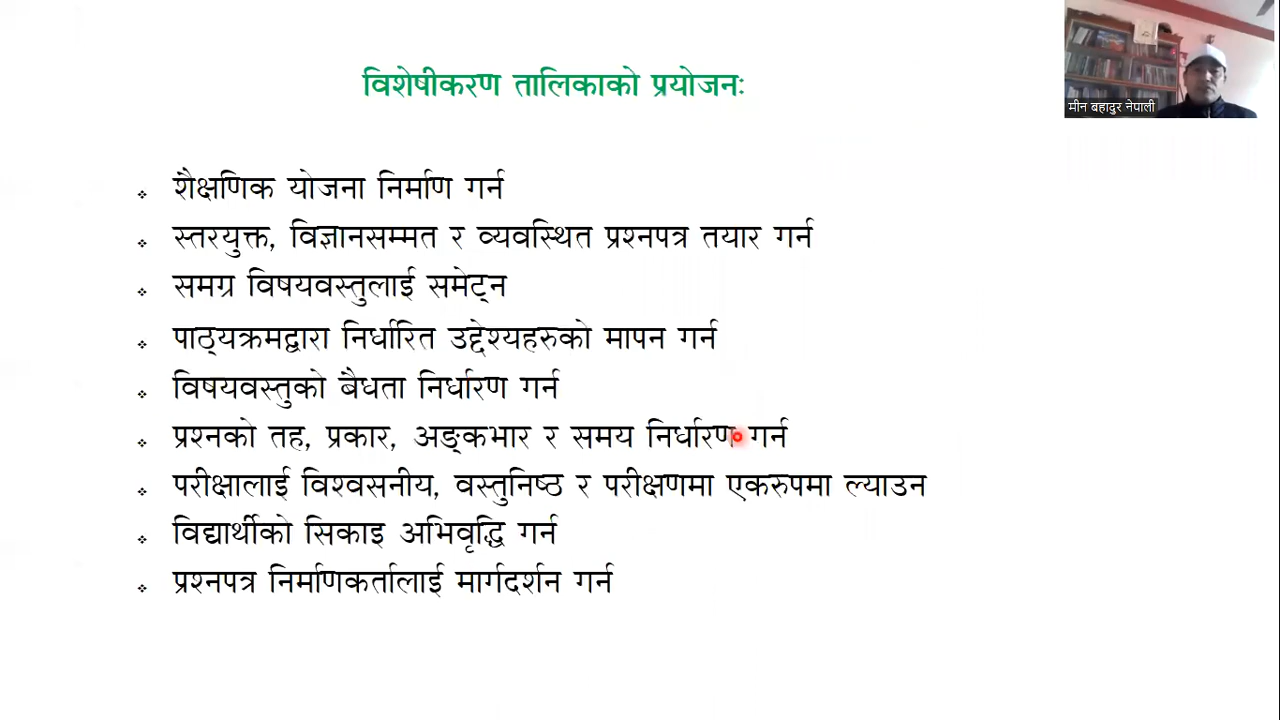 विशेषीकरण तालिकाको प्रयोजनः
मीन बहादुर नेपाली
शैक्षणिक योजना निर्माण गर्न
स्तरयुक्त, विज्ञानसम्मत र व्यवस्थित प्रश्नपत्र तयार गर्न
समग्र विषयवस्तुलाई समेट्न
पाठ्यक्रमद्वारा निर्धारित उद्देश्यहरुको मापन गर्न
विषयवस्तुको बैधता निर्धारण गर्न
प्रश्नको तह, प्रकार, अङ्कभार र समय निर्धारण गर्न
परीक्षालाई विश्वसनीय, वस्तुनिष्ठ र परीक्षणमा एकरुपमा ल्याउन
विद्यार्थीको सिकाइ अभिवृद्धि गर्न
प्रश्नपत्र निर्माणकर्तालाई मार्गदर्शन गर्न